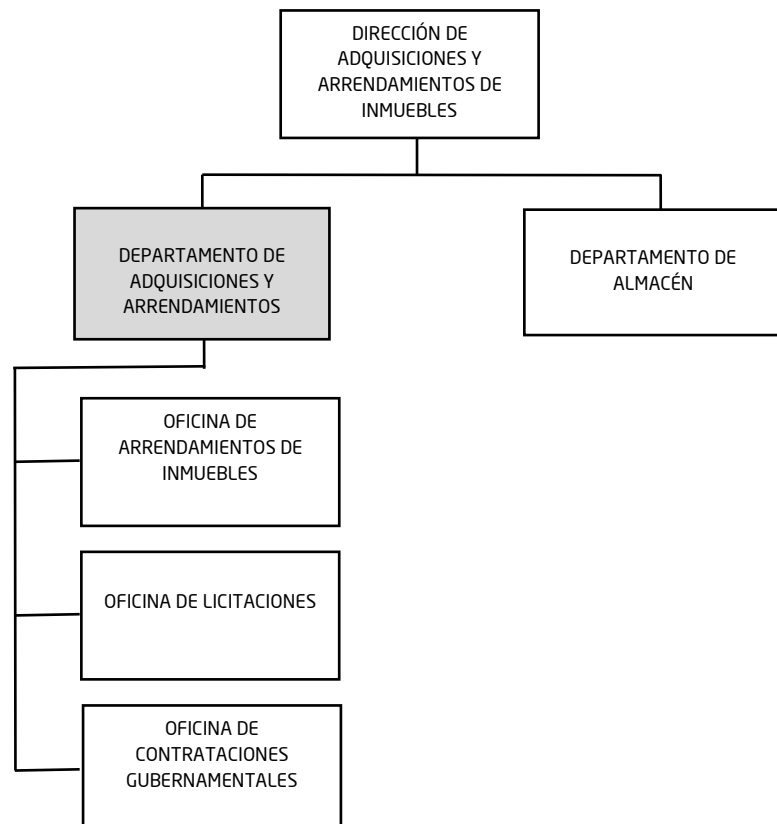 DIRECCIÓN DE
ADQUISICIONES Y
ARRENDAMIENTOS DE
INMUEBLES
DEPARTAMENTO DE
ADQUISICIONES Y
ARRENDAMIENTOS
DEPARTAMENTO DE
ALMACÉN
OFICINA DE
ARRENDAMIENTOS DE
INMUEBLES
OFICINA DE LICITACIONES
OFICINA DE
CONTRATACIONES
GUBERNAMENTALES